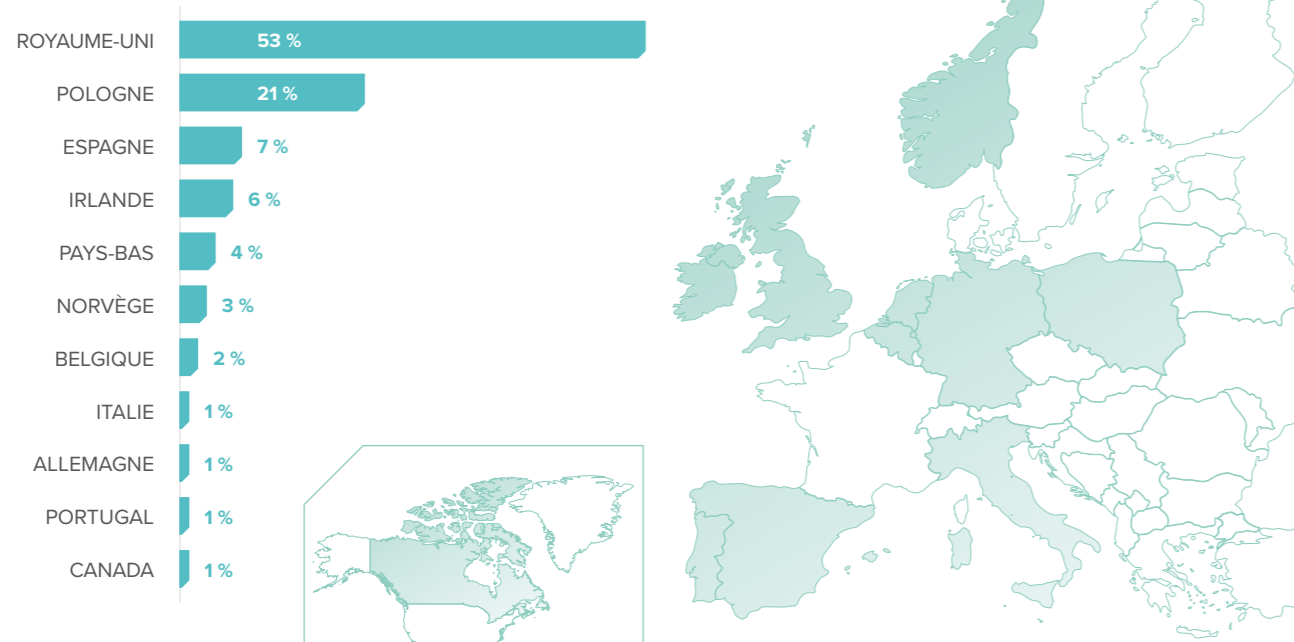 ROYAUME-UNI 53 %
POLOGNE 21 %
ESPAGNE 7 %
IRLANDE 6 %
PAYS-BAS 4 %
NORVÈGE 3 %
BELGIQUE 2 %
ITALIE 1 %
ALLEMAGNE 1 %
PORTUGAL 1 %
CANADA 1 %